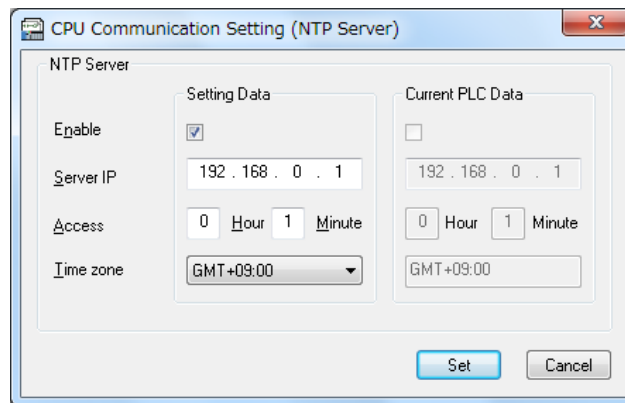 CPU Communication Setting (NTP Server)
NTP Server
Setting Data Current PLC Data
Enable
Server IP 192 . 168 . 0 . 1 192 . 168 . 0 . 1
Access 0 Hour 1 Minute 0 Hour 1 Minute
Time zone GMT+09:00 GMT+09:00
Set Cancel